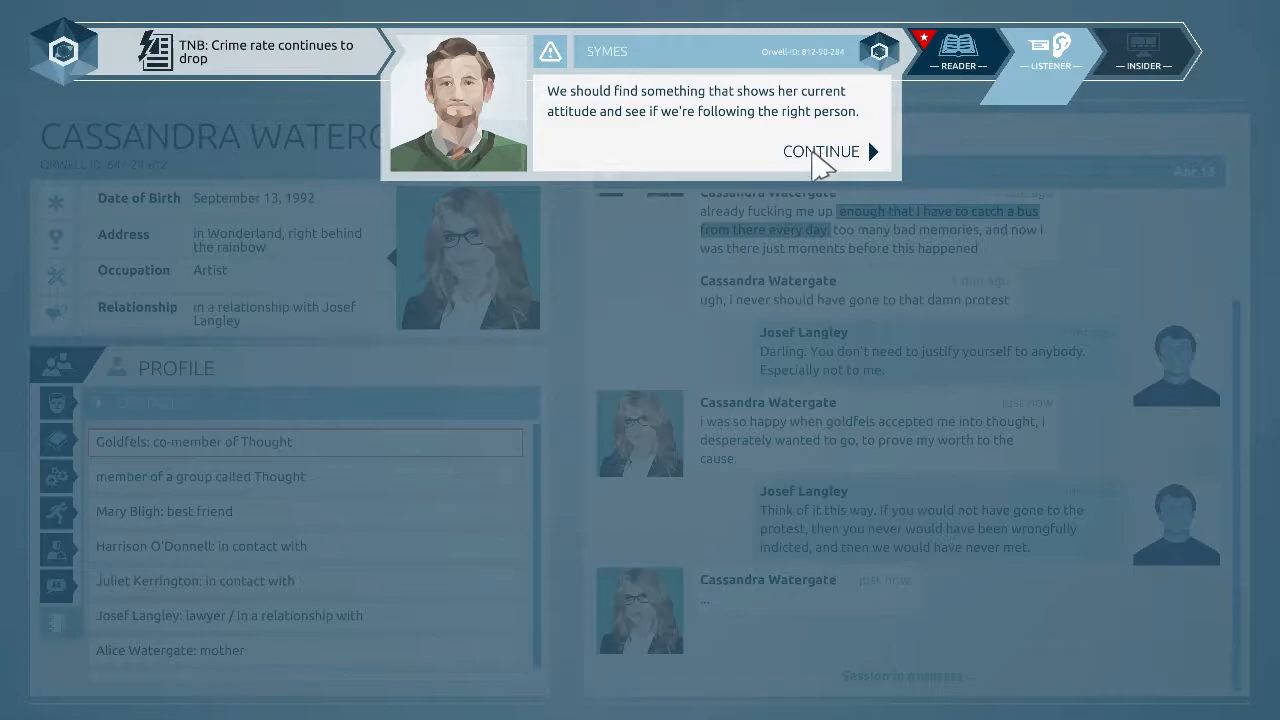 TNB: Crime rate continues to
drop
SYMES
Orwell-ID: 812-90-284
We should find something that shows her current
attitude and see if we're following the right person.
CONTINUE
— READER —
— LISTENER —
— INSIDER —
CASSANDRA WATERG
Date of Birth September 13, 1992
Address in Wonderland, right behind
the rainbow
Occupation Artist
Relationship in a relationship with Josef
Langley
PROFILE
Goldfels: co-member of Thought
member of a group called Thought
Mary Bligh: best friend
Harrison O'Donnell: in contact with
Juliet Kerrington: in contact with
Josef Langley: lawyer / in a relationship with
Alice Watergate: mother
Apr 13
Cassandra Watergate
already fucking me up enough that I have to catch a bus
from there every day, too many bad memories, and now I
was there just moments before this happened
Cassandra Watergate 1 min ago
ugh, i never should have gone to that damn protest
Josef Langley
Darling. You don't need to justify yourself to anybody.
Especially not to me.
Cassandra Watergate just now
i was so happy when goldfels accepted me into thought, i
desperately wanted to go, to prove my worth to the
cause.
Josef Langley
Think of it this way. If you would not have gone to the
protest, then you never would have been wrongfully
indicted, and then we would have never met.
Cassandra Watergate just now
...
Session in progress ...